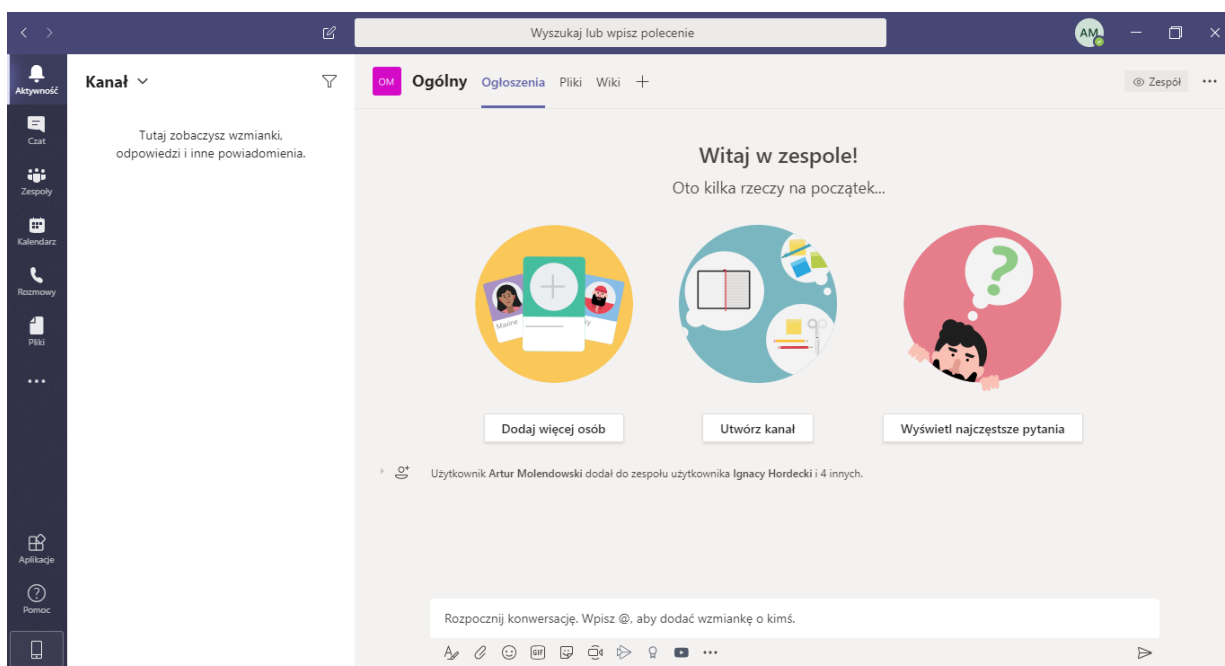 Wyszukaj lub wpisz polecenie
AM
Aktywność
Czat
Zespoły
Kalendarz
Rozmowy
Pliki
Aplikacje
Pomoc
Kanał
Tutaj zobaczysz wzmianki,
odpowiedzi i inne powiadomienia.
OM Ogólny Ogłoszenia Pliki Wiki
Zespół
Witaj w zespole!
Oto kilka rzeczy na początek...
Maxine
?
Dodaj więcej osób
Utwórz kanał
Wyświetl najczęstsze pytania
Użytkownik Artur Molendowski dodał do zespołu użytkownika Ignacy Hordecki i 4 innych.
Rozpocznij konwersację. Wpisz @, aby dodać wzmiankę o kimś.
GIF